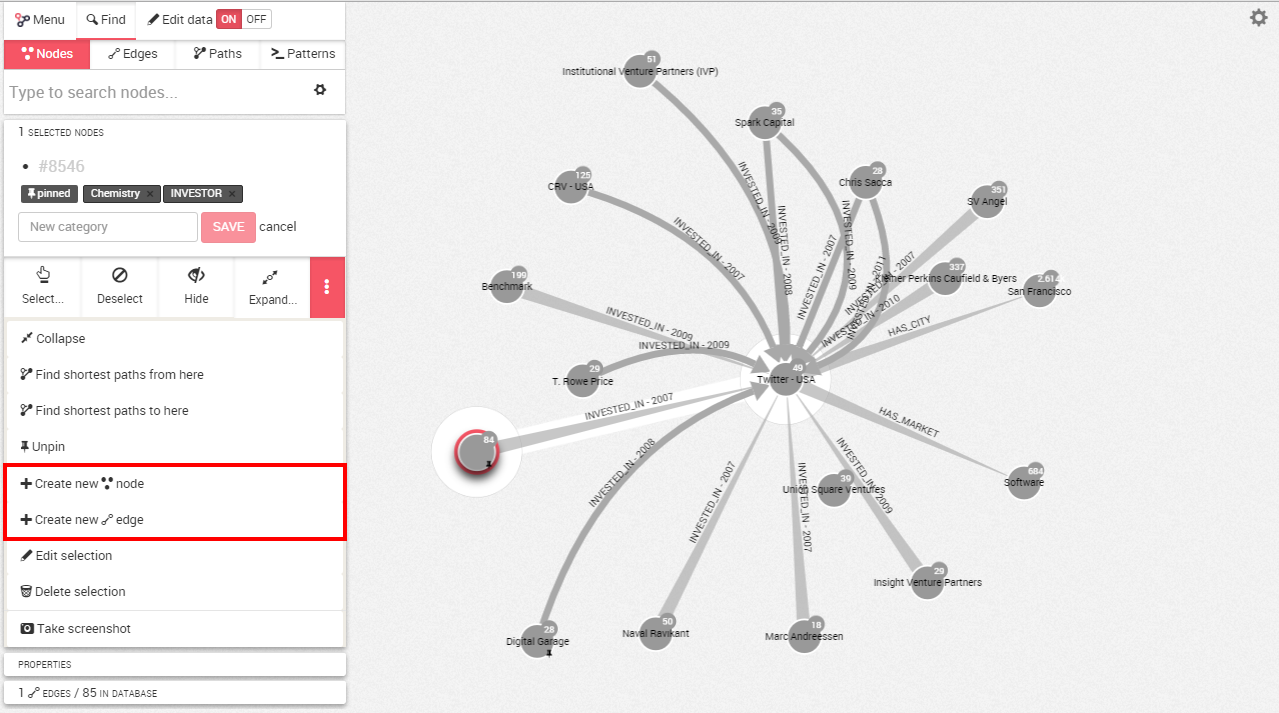 Menu
Find
Edit data ON OFF
Nodes
Edges
Paths
Patterns
Type to search nodes...
1 SELECTED NODES
#8546
pinned
Chemistry ×
INVESTOR ×
New category
SAVE
cancel
Select...
Deselect
Hide
Expand...
Collapse
Find shortest paths from here
Find shortest paths to here
Unpin
Create new node
Create new edge
Edit selection
Delete selection
Take screenshot
PROPERTIES
1 EDGES / 85 IN DATABASE
51
Institutional Venture Partners (IVP)
35
Spark Capital
28
Chris Sacca
125
CRV - USA
351
SV Angel
199
Benchmark
337
Kleiner Perkins Caufield & Byers
2,614
San Francisco
29
T. Rowe Price
49
Twitter - USA
84
39
Union Square Ventures
684
Software
29
Insight Venture Partners
18
Marc Andreessen
50
Naval Ravikant
28
Digital Garage
INVESTED_IN - 2009
INVESTED_IN - 2008
INVESTED_IN - 2009
INVESTED_IN - 2007
INVESTED_IN - 2011
INVESTED_IN - 2007
INVESTED_IN - 2010
HAS_CITY
INVESTED_IN - 2007
INVESTED_IN - 2009
INVESTED_IN - 2009
INVESTED_IN - 2007
INVESTED_IN - 2008
INVESTED_IN - 2007
INVESTED_IN - 2007
INVESTED_IN - 2009
HAS_MARKET